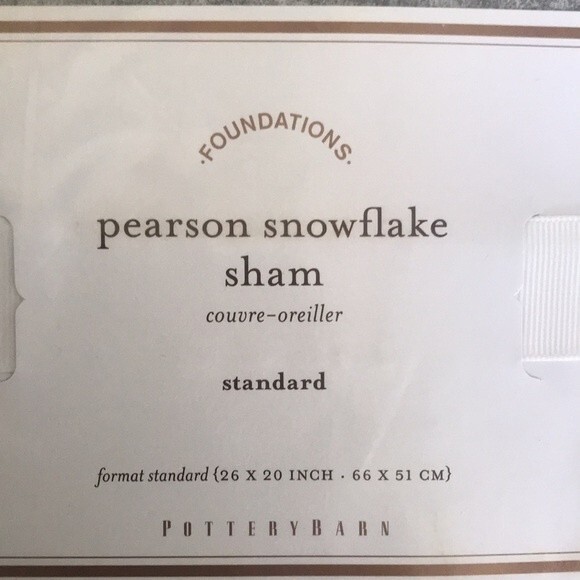 ·FOUNDATIONS·
pearson snowflake
sham
couvre-oreiller
standard
format standard {26 X 20 INCH · 66 X 51 CM}
POTTERYBARN